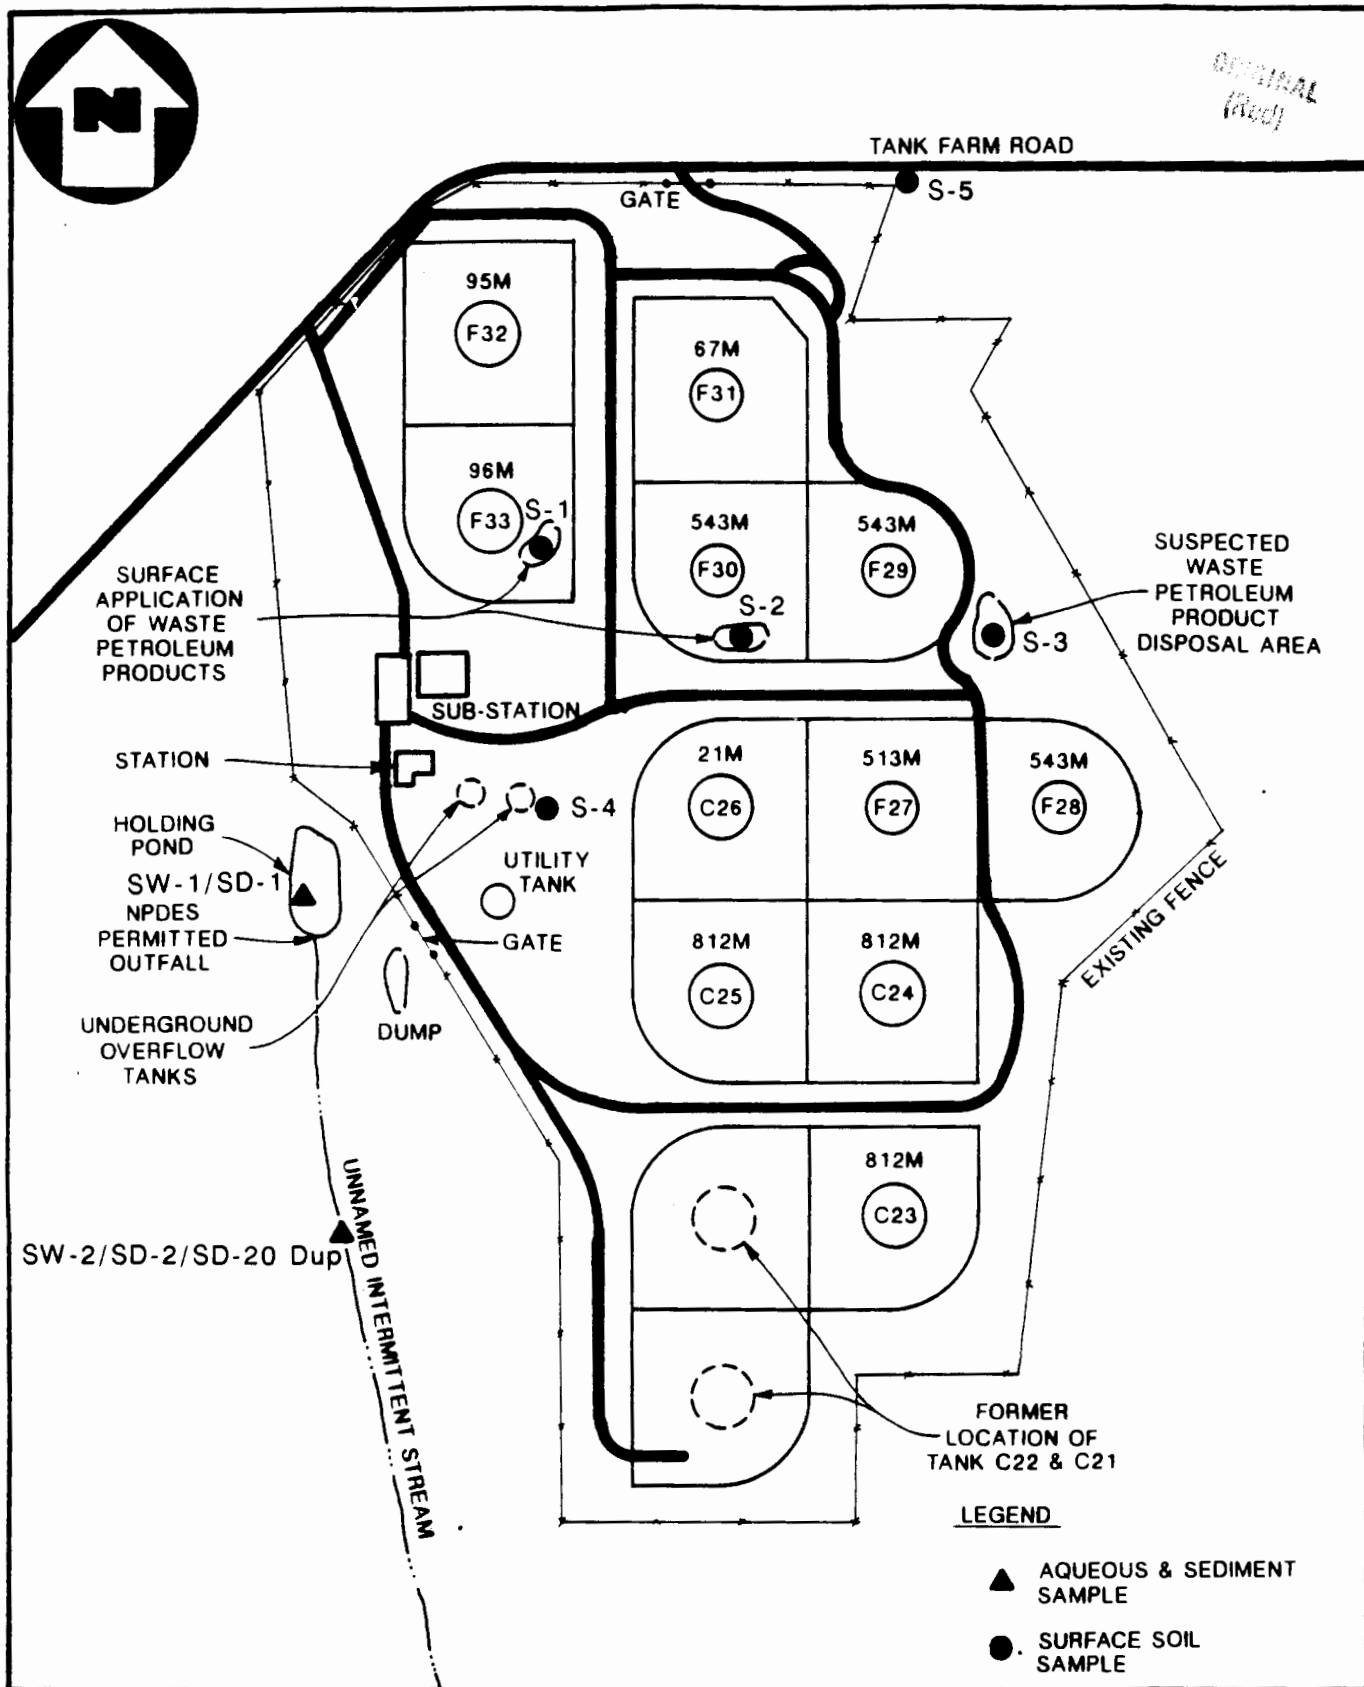 N
ORIGINAL
(Red)
TANK FARM ROAD
GATE
S-5
95M
F32
67M
F31
96M
F33
S-1
543M
F30
543M
F29
S-2
SURFACE
APPLICATION
OF WASTE
PETROLEUM
PRODUCTS
SUSPECTED
WASTE
PETROLEUM
PRODUCT
DISPOSAL AREA
S-3
SUB-STATION
STATION
21M
C26
513M
F27
543M
F28
S-4
HOLDING
POND
SW-1/SD-1
NPDES
PERMITTED
OUTFALL
UTILITY
TANK
GATE
812M
C25
812M
C24
EXISTING FENCE
UNDERGROUND
OVERFLOW
TANKS
DUMP
812M
C23
SW-2/SD-2/SD-20 Dup
UNNAMED INTERMITTENT STREAM
FORMER
LOCATION OF
TANK C22 & C21
LEGEND
AQUEOUS & SEDIMENT
SAMPLE
SURFACE SOIL
SAMPLE